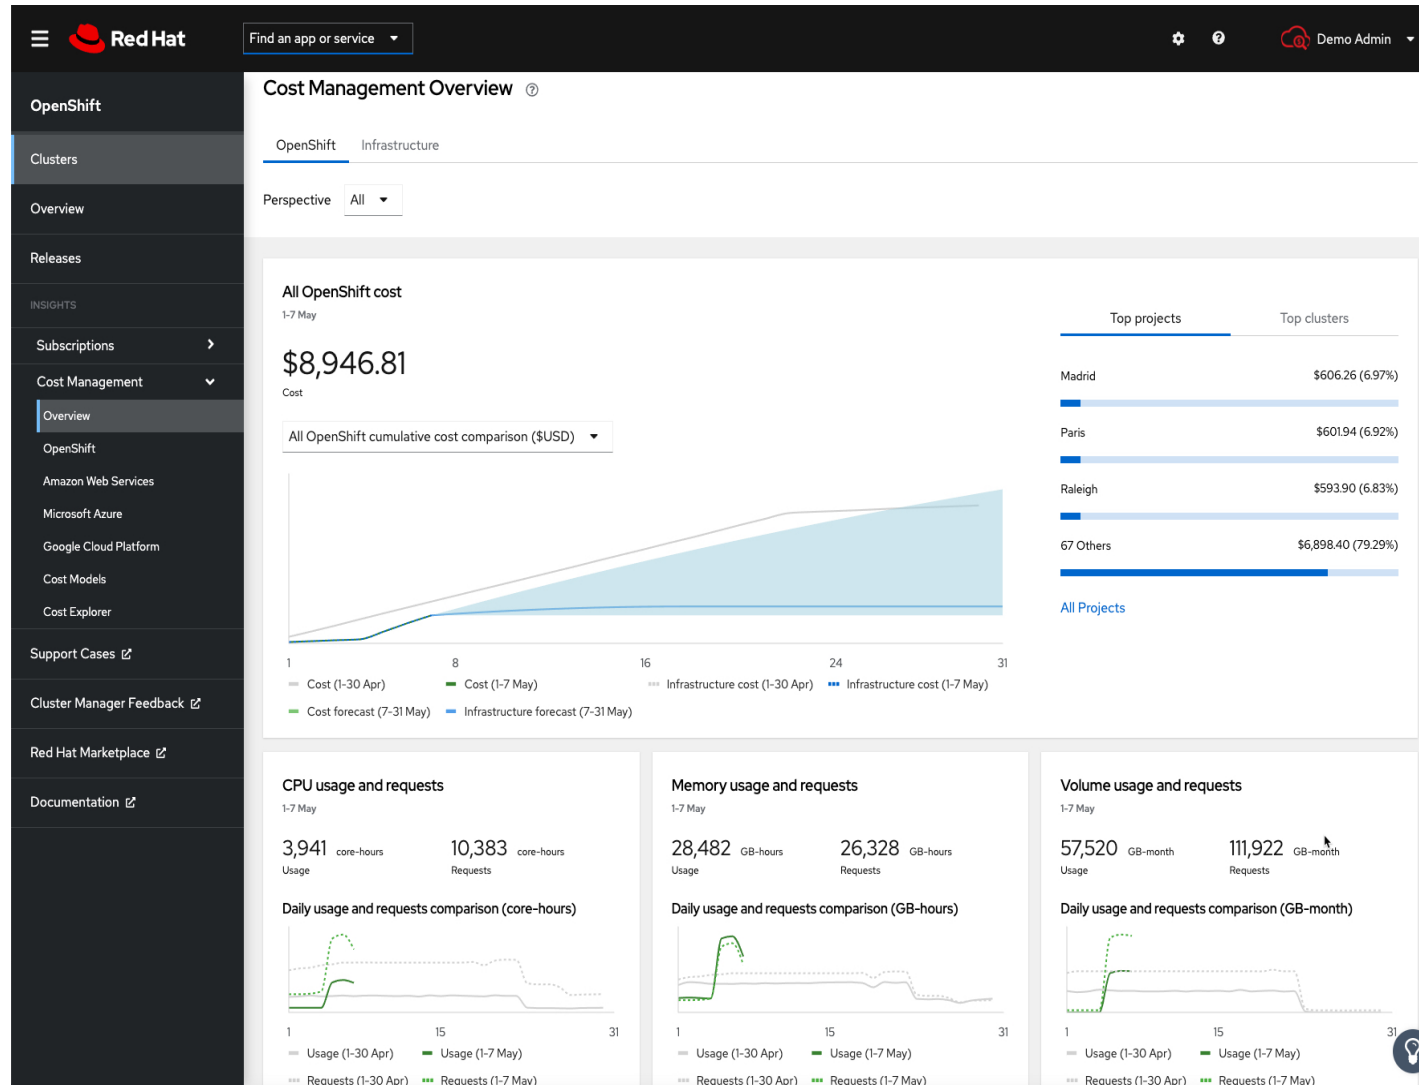 Red Hat
Find an app or service
Demo Admin
OpenShift
Clusters
Overview
Releases
INSIGHTS
Subscriptions
Cost Management
Overview
OpenShift
Amazon Web Services
Microsoft Azure
Google Cloud Platform
Cost Models
Cost Explorer
Support Cases
Cluster Manager Feedback
Red Hat Marketplace
Documentation
Cost Management Overview
OpenShift Infrastructure
Perspective All
All OpenShift cost
1-7 May
$8,946.81
Cost
All OpenShift cumulative cost comparison ($USD)
1 8 16 24 31
Cost (1-30 Apr) Cost (1-7 May) Infrastructure cost (1-30 Apr) Infrastructure cost (1-7 May)
Cost forecast (7-31 May) Infrastructure forecast (7-31 May)
Top projects Top clusters
Madrid $606.26 (6.97%)
Paris $601.94 (6.92%)
Raleigh $593.90 (6.83%)
67 Others $6,898.40 (79.29%)
All Projects
CPU usage and requests
1-7 May
3,941 core-hours 10,383 core-hours
Usage Requests
Daily usage and requests comparison (core-hours)
1 15 31
Usage (1-30 Apr) Usage (1-7 May)
Requests (1-30 Apr) Requests (1-7 May)
Memory usage and requests
1-7 May
28,482 GB-hours 26,328 GB-hours
Usage Requests
Daily usage and requests comparison (GB-hours)
1 15 31
Usage (1-30 Apr) Usage (1-7 May)
Requests (1-30 Apr) Requests (1-7 May)
Volume usage and requests
1-7 May
57,520 GB-month 111,922 GB-month
Usage Requests
Daily usage and requests comparison (GB-month)
1 15 31
Usage (1-30 Apr) Usage (1-7 May)
Requests (1-30 Apr) Requests (1-7 May)